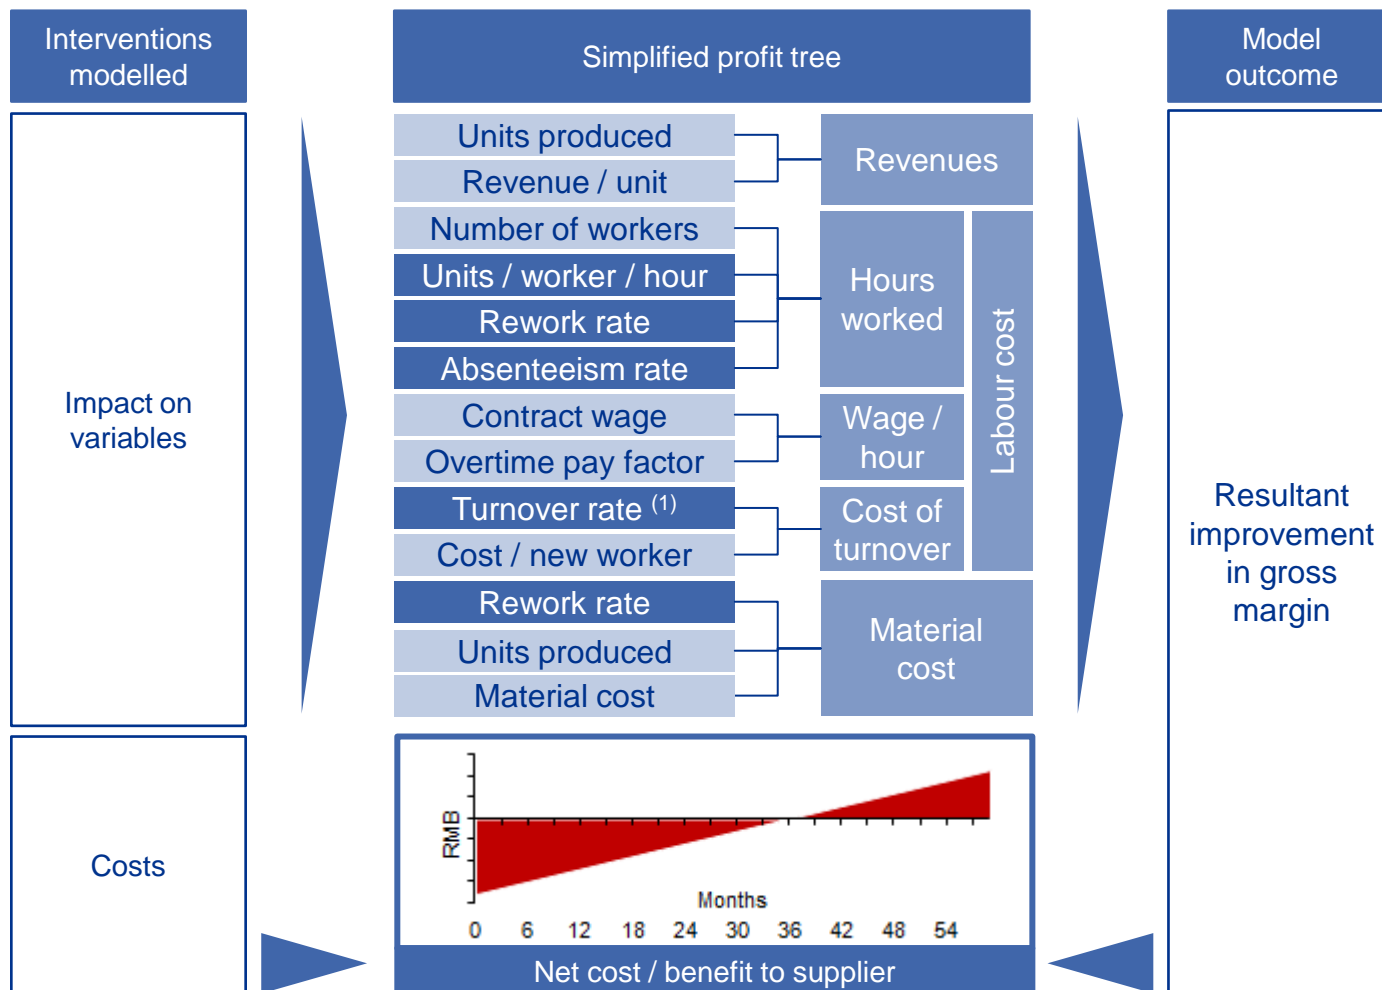 Interventions
modelled
Simplified profit tree
Model
outcome
Impact on
variables
Units produced
Revenue / unit
Number of workers
Units / worker / hour
Rework rate
Absenteeism rate
Contract wage
Overtime pay factor
Turnover rate (1)
Cost / new worker
Rework rate
Units produced
Material cost
Revenues
Hours
worked
Wage /
hour
Cost of
turnover
Labour cost
Material
cost
Resultant
improvement
in gross
margin
Costs
RMB
Months
0 6 12 18 24 30 36 42 48 54
Net cost / benefit to supplier